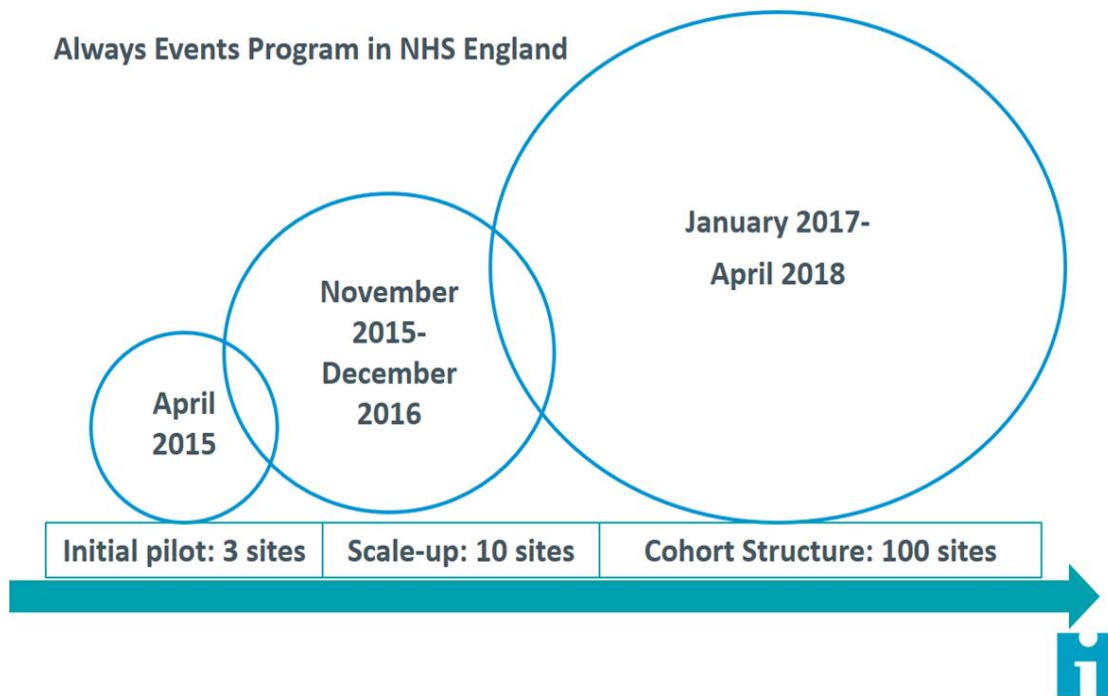 Always Events Program in NHS England
January 2017-
April 2018
November
2015-
December
2016
April
2015
Initial pilot: 3 sites
Scale-up: 10 sites
Cohort Structure: 100 sites
i